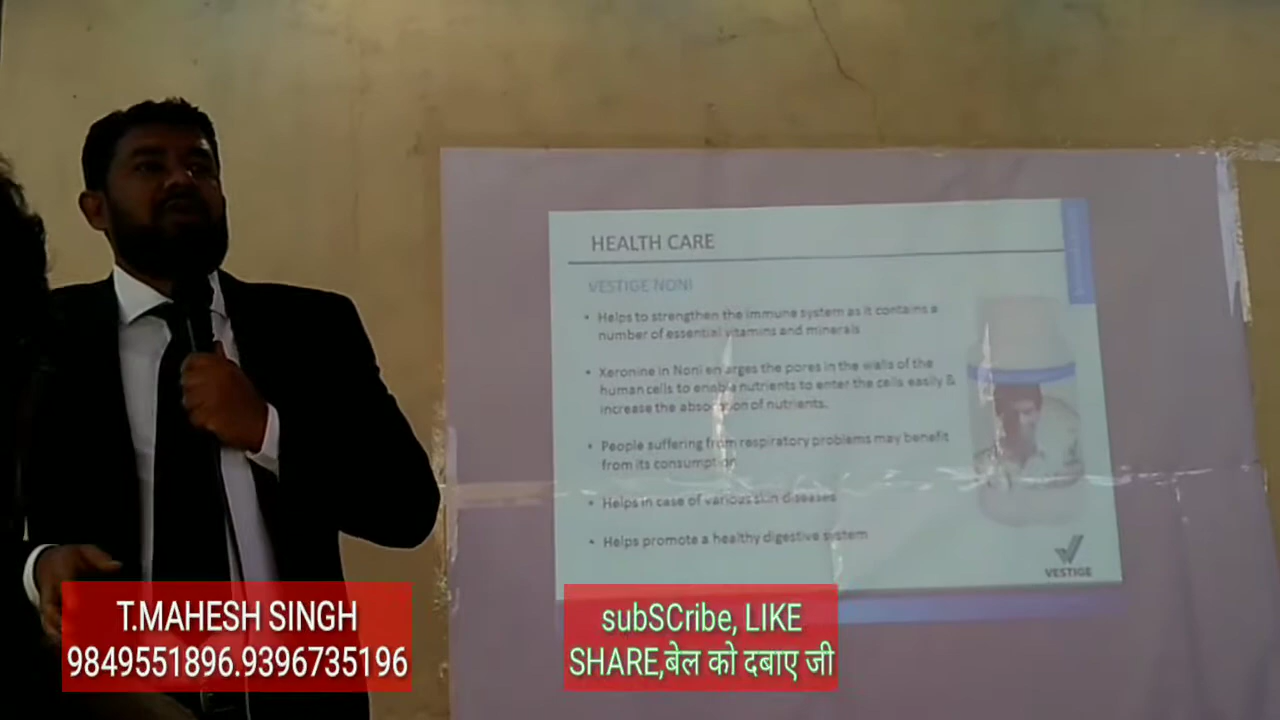 HEALTH CARE
VESTIGE NONI
• Helps to strengthen the immune system as it contains a
number of essential vitamins and minerals
• Xeronine in Noni en arges the pores in the walls of the
human cells to enable nutrients to enter the cells easily &
increase the absorption of nutrients.
• People suffering from respiratory problems may benefit
from its consumption
• Helps in case of various skin diseases
• Helps promote a healthy digestive system
VESTIGE
T.MAHESH SINGH
9849551896.9396735196
subSCribe, LIKE
SHARE,बेल को दबाए जी